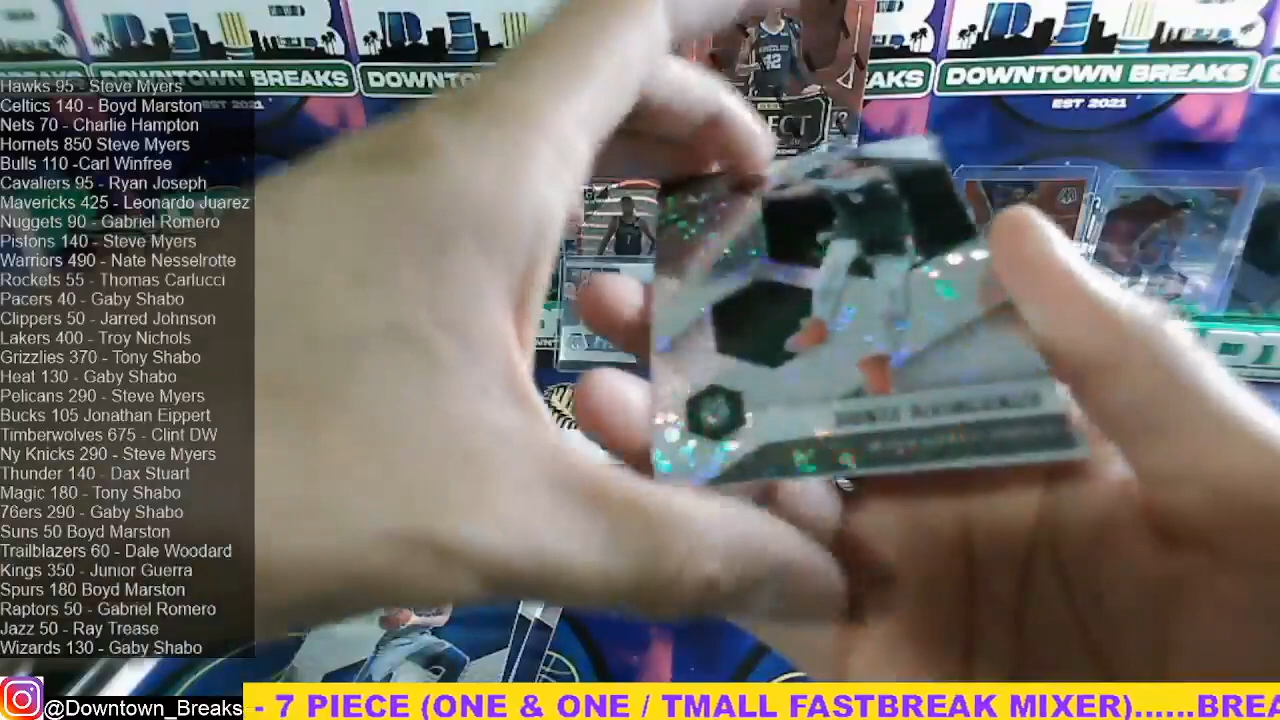 DOWNTOWN BREAKS
DOWNTOWN BREAKS
EST 2021
42
Hawks 95 - Steve Myers
Celtics 140 - Boyd Marston
Nets 70 - Charlie Hampton
Hornets 850 Steve Myers
Bulls 110 -Carl Winfree
Cavaliers 95 - Ryan Joseph
Mavericks 425 - Leonardo Juarez
Nuggets 90 - Gabriel Romero
Pistons 140 - Steve Myers
Warriors 490 - Nate Nesselrotte
Rockets 55 - Thomas Carlucci
Pacers 40 - Gaby Shabo
Clippers 50 - Jarred Johnson
Lakers 400 - Troy Nichols
Grizzlies 370 - Tony Shabo
Heat 130 - Gaby Shabo
Pelicans 290 - Steve Myers
Bucks 105 Jonathan Eippert
Timberwolves 675 - Clint DW
Ny Knicks 290 - Steve Myers
Thunder 140 - Dax Stuart
Magic 180 - Tony Shabo
76ers 290 - Gaby Shabo
Suns 50 Boyd Marston
Trailblazers 60 - Dale Woodard
Kings 350 - Junior Guerra
Spurs 180 Boyd Marston
Raptors 50 - Gabriel Romero
Jazz 50 - Ray Trease
Wizards 130 - Gaby Shabo
@Downtown_Breaks
- 7 PIECE (ONE & ONE / TMALL FASTBREAK MIXER)......BREA